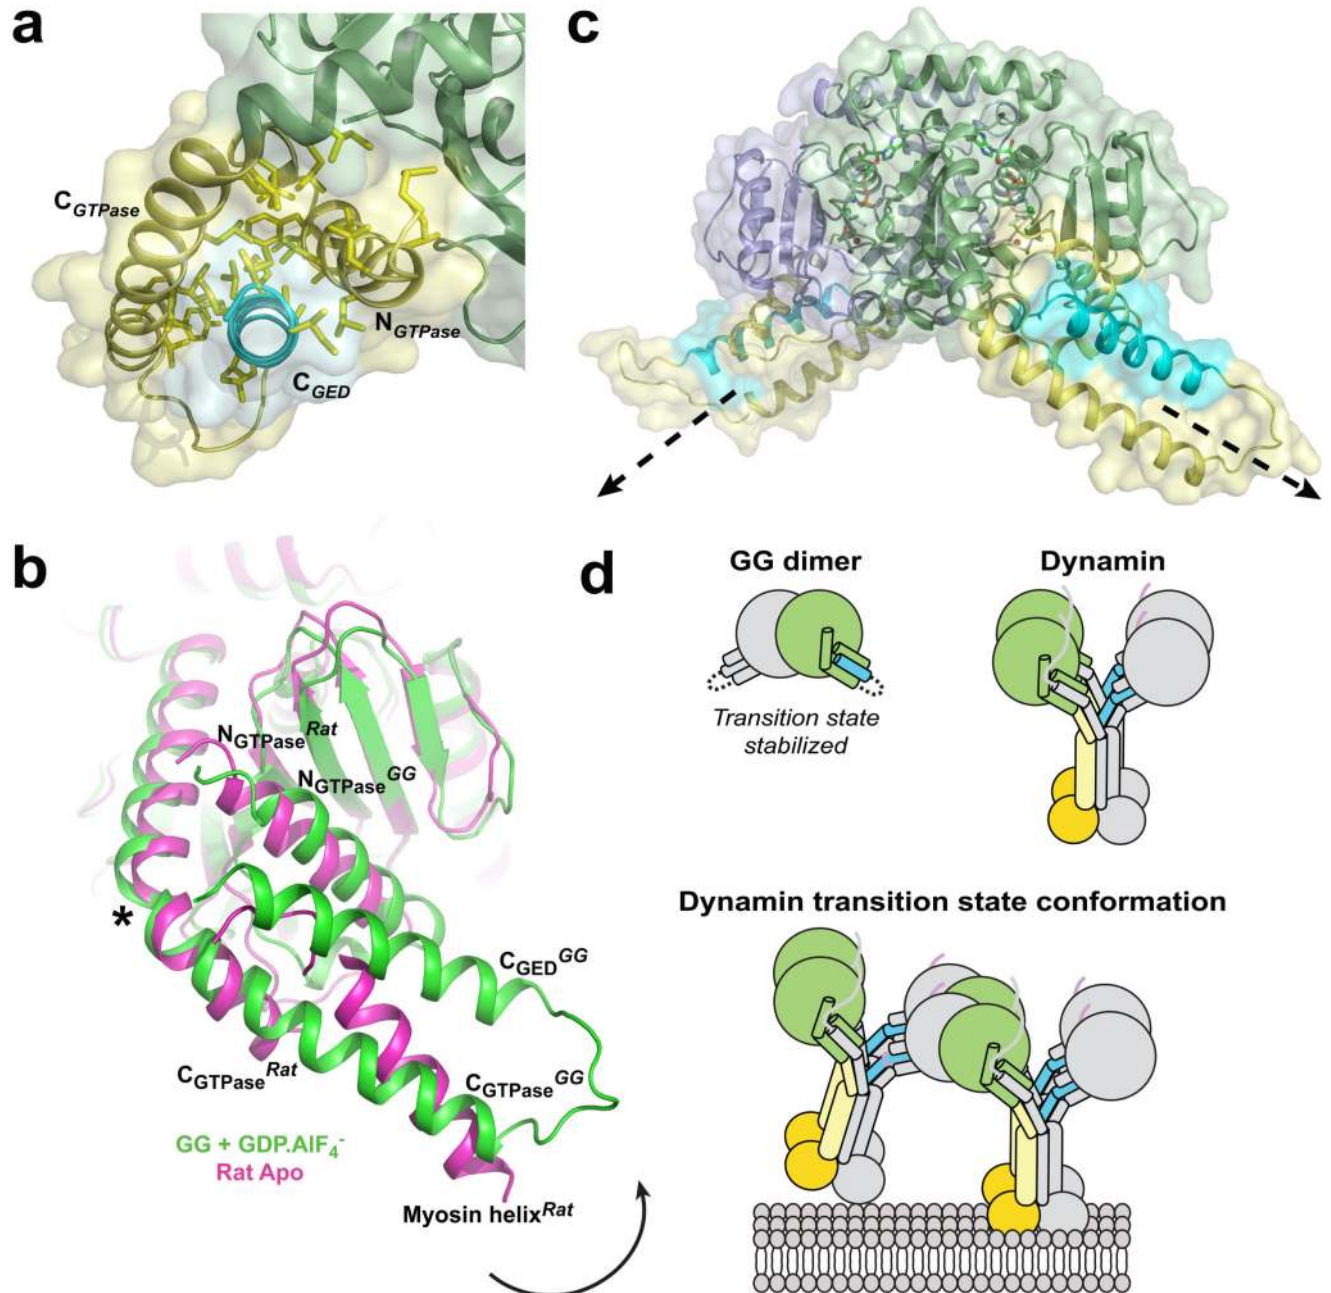 a
C_GTPase
N_GTPase
C_GED
c
b
N_GTPase^Rat
N_GTPase^GG
*
C_GED^GG
C_GTPase^Rat
C_GTPase^GG
GG + GDP.AlF₄⁻
Rat Apo
Myosin helix^Rat
d
GG dimer
Dynamin
Transition state
stabilized
Dynamin transition state conformation